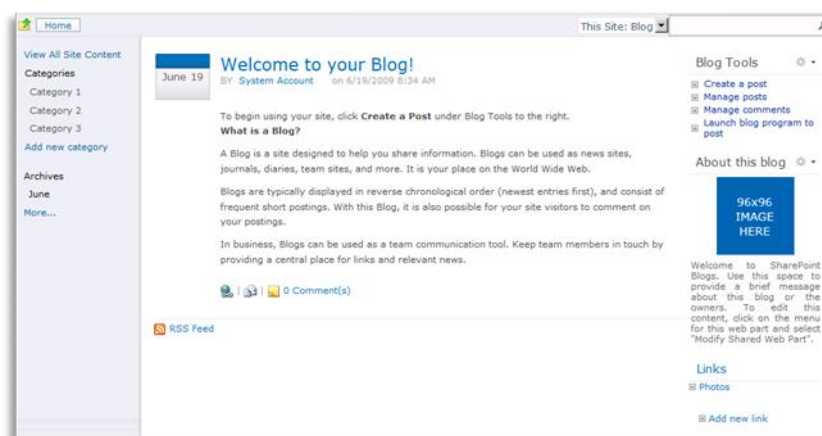 Home
This Site: Blog
View All Site Content
Categories
Category 1
Category 2
Category 3
Add new category
Archives
June
More...
June 19
Welcome to your Blog!
BY System Account on 6/19/2009 8:34 AM
To begin using your site, click Create a Post under Blog Tools to the right.
What is a Blog?
A Blog is a site designed to help you share information. Blogs can be used as news sites,
journals, diaries, team sites, and more. It is your place on the World Wide Web.
Blogs are typically displayed in reverse chronological order (newest entries first), and consist of
frequent short postings. With this Blog, it is also possible for your site visitors to comment on
your postings.
In business, Blogs can be used as a team communication tool. Keep team members in touch by
providing a central place for links and relevant news.
| | 0 Comment(s)
RSS Feed
Blog Tools
Create a post
Manage posts
Manage comments
Launch blog program to
post
About this blog
96x96
IMAGE
HERE
Welcome to SharePoint
Blogs. Use this space to
provide a brief message
about this blog or the
owners. To edit this
content, click on the menu
for this web part and select
"Modify Shared Web Part".
Links
Photos
Add new link